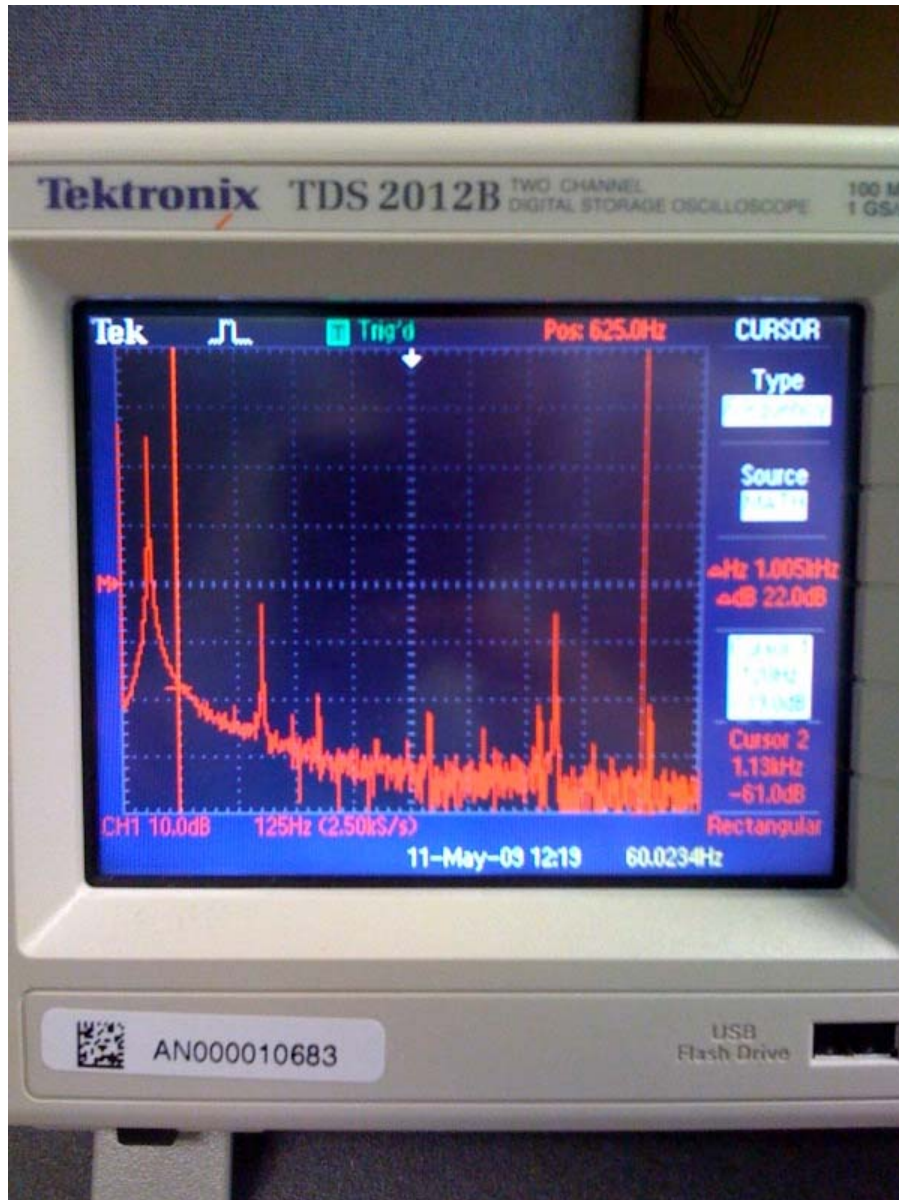 Tektronix TDS 2012B TWO CHANNEL
DIGITAL STORAGE OSCILLOSCOPE
100 M
1 GS/
Tek T Trig'd Pos: 625.0Hz CURSOR
Type
Source
MATH
M
ΔHz 1.005kHz
ΔdB 22.0dB
Cursor 2
1.13kHz
-61.0dB
CH1 10.0dB 125Hz (2.50kS/s) Rectangular
11-May-09 12:19 60.0234Hz
AN000010683
USB
Flash Drive